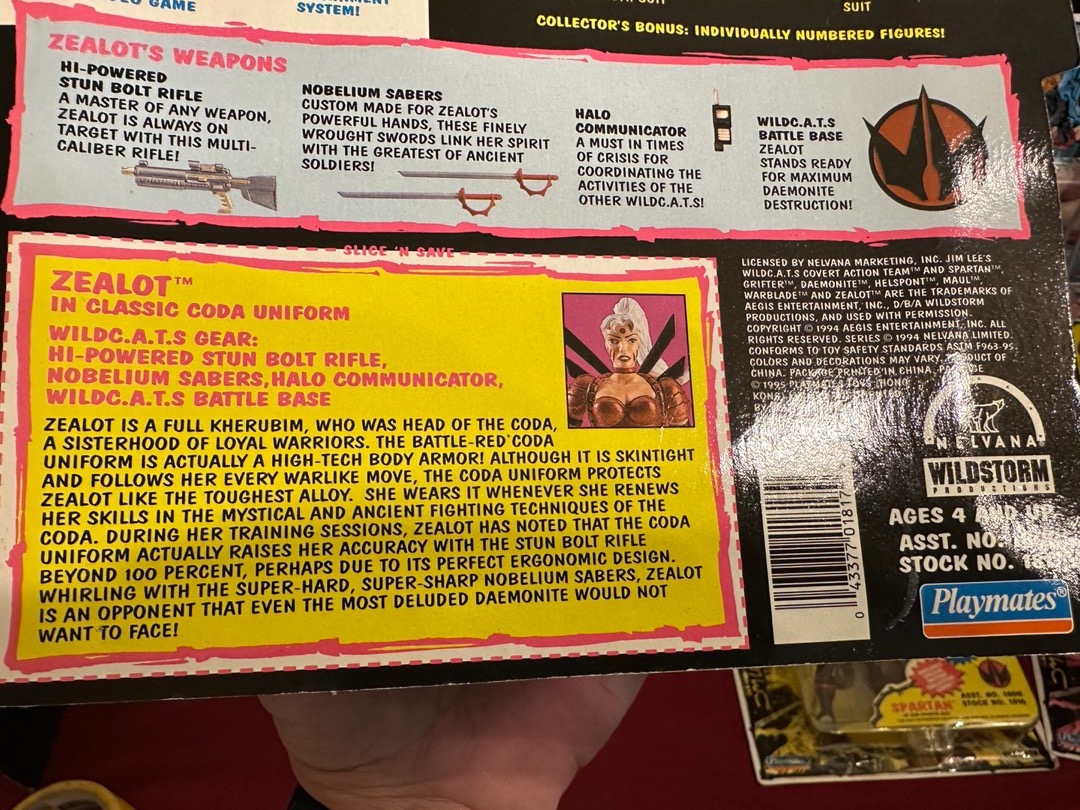 GAME
SYSTEM!
SUIT
COLLECTOR'S BONUS: INDIVIDUALLY NUMBERED FIGURES!
ZEALOT'S WEAPONS
HI-POWERED
STUN BOLT RIFLE
A MASTER OF ANY WEAPON,
ZEALOT IS ALWAYS ON
TARGET WITH THIS MULTI-
CALIBER RIFLE!
NOBELIUM SABERS
CUSTOM MADE FOR ZEALOT'S
POWERFUL HANDS, THESE FINELY
WROUGHT SWORDS LINK HER SPIRIT
WITH THE GREATEST OF ANCIENT
SOLDIERS!
HALO
COMMUNICATOR
A MUST IN TIMES
OF CRISIS FOR
COORDINATING THE
ACTIVITIES OF THE
OTHER WILDC.A.T.S!
WILDC.A.T.S
BATTLE BASE
ZEALOT
STANDS READY
FOR MAXIMUM
DAEMONITE
DESTRUCTION!
SLICE 'N SAVE
ZEALOT™
IN CLASSIC CODA UNIFORM
WILDC.A.T.S GEAR:
HI-POWERED STUN BOLT RIFLE,
NOBELIUM SABERS, HALO COMMUNICATOR,
WILDC.A.T.S BATTLE BASE
ZEALOT IS A FULL KHERUBIM, WHO WAS HEAD OF THE CODA,
A SISTERHOOD OF LOYAL WARRIORS. THE BATTLE-RED CODA
UNIFORM IS ACTUALLY A HIGH-TECH BODY ARMOR! ALTHOUGH IT IS SKINTIGHT
AND FOLLOWS HER EVERY WARLIKE MOVE, THE CODA UNIFORM PROTECTS
ZEALOT LIKE THE TOUGHEST ALLOY. SHE WEARS IT WHENEVER SHE RENEWS
HER SKILLS IN THE MYSTICAL AND ANCIENT FIGHTING TECHNIQUES OF THE
CODA. DURING HER TRAINING SESSIONS, ZEALOT HAS NOTED THAT THE CODA
UNIFORM ACTUALLY RAISES HER ACCURACY WITH THE STUN BOLT RIFLE
BEYOND 100 PERCENT, PERHAPS DUE TO ITS PERFECT ERGONOMIC DESIGN.
WHIRLING WITH THE SUPER-HARD, SUPER-SHARP NOBELIUM SABERS, ZEALOT
IS AN OPPONENT THAT EVEN THE MOST DELUDED DAEMONITE WOULD NOT
WANT TO FACE!
LICENSED BY NELVANA MARKETING, INC. JIM LEE'S
WILDC.A.T.S COVERT ACTION TEAM™ AND SPARTAN™
GRIFTER™, DAEMONITE™, HELSPONT™, MAUL™
WARBLADE™ AND ZEALOT™ ARE THE TRADEMARKS OF
AEGIS ENTERTAINMENT, INC., D/B/A WILDSTORM
PRODUCTIONS, AND USED WITH PERMISSION.
COPYRIGHT © 1994 AEGIS ENTERTAINMENT, INC. ALL
RIGHTS RESERVED. SERIES © 1994 NELVANA LIMITED.
CONFORMS TO TOY SAFETY STANDARDS ASTM F963-95.
COLORS AND DECORATIONS MAY VARY. PRODUCT OF
CHINA. PACKAGE PRINTED IN CHINA.
© 1995 PLAYMATES TOYS
NELVANA
WILDSTORM
PRODUCTIONS
AGES 4 AND UP
ASST. NO.
STOCK NO.
0 43377 01817
Playmates®
SPARTAN™
ASST. NO. 1800
STOCK NO. 1816
Playmates